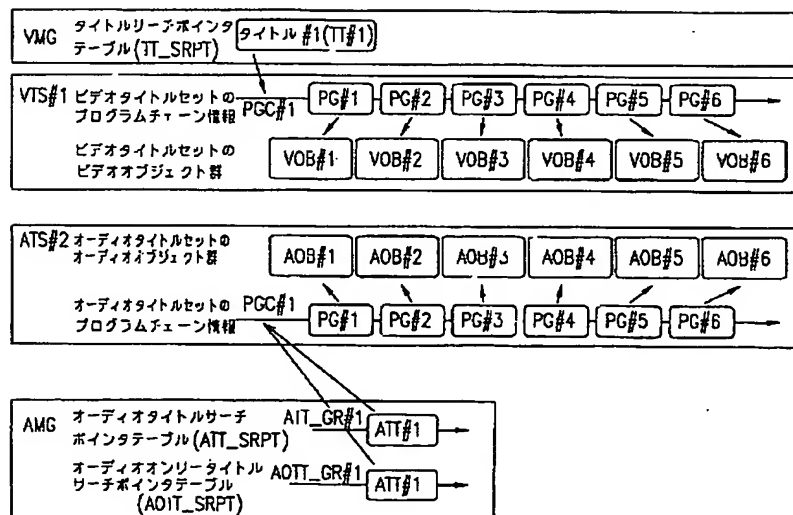 VMG タイトルリーチポインタ
テーブル(TT_SRPT)
タイトル #1(TT#1)
VTS#1 ビデオタイトルセットの
プログラムチェーン情報
PGC#1
PG#1 PG#2 PG#3 PG#4 PG#5 PG#6
ビデオタイトルセットの
ビデオオブジェクト群
VOB#1 VOB#2 VOB#3 VOB#4 VOB#5 VOB#6
ATS#2 オーディオタイトルセットの
オーディオオブジェクト群
AOB#1 AOB#2 AOB#3 AOB#4 AOB#5 AOB#6
オーディオタイトルセットの
プログラムチェーン情報
PGC#1
PG#1 PG#2 PG#3 PG#4 PG#5 PG#6
AMG オーディオタイトルサーチ
ポインタテーブル(ATT_SRPT)
AIT_GR#1 ATT#1
オーディオオンリータイトル
サーチポインタテーブル
(AOIT_SRPT)
AOTT_GR#1 ATT#1